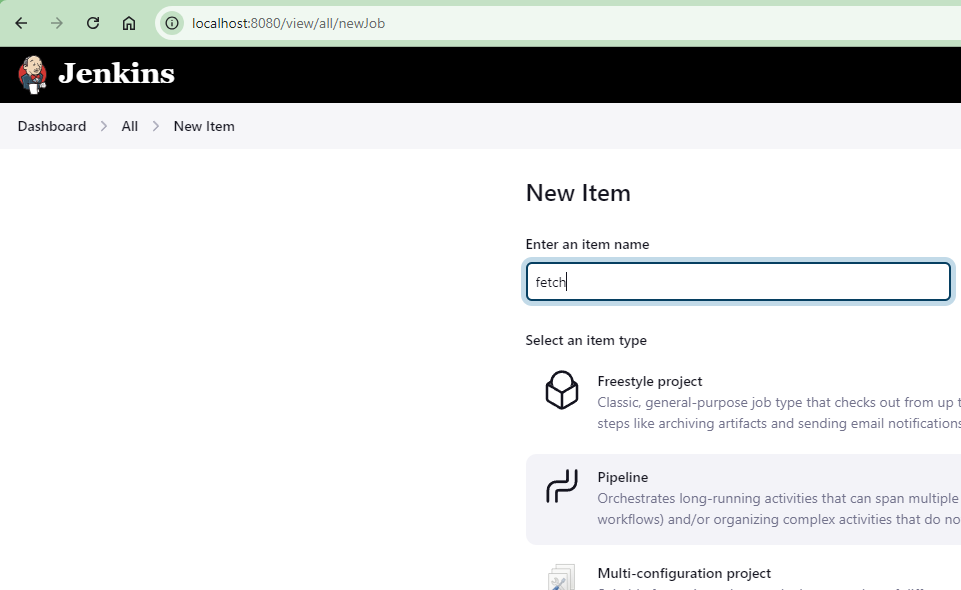 localhost:8080/view/all/newJob
Jenkins
Dashboard > All > New Item
New Item
Enter an item name
fetch
Select an item type
Freestyle project
Classic, general-purpose job type that checks out from up
steps like archiving artifacts and sending email notifications
Pipeline
Orchestrates long-running activities that can span multiple
workflows) and/or organizing complex activities that do no
Multi-configuration project